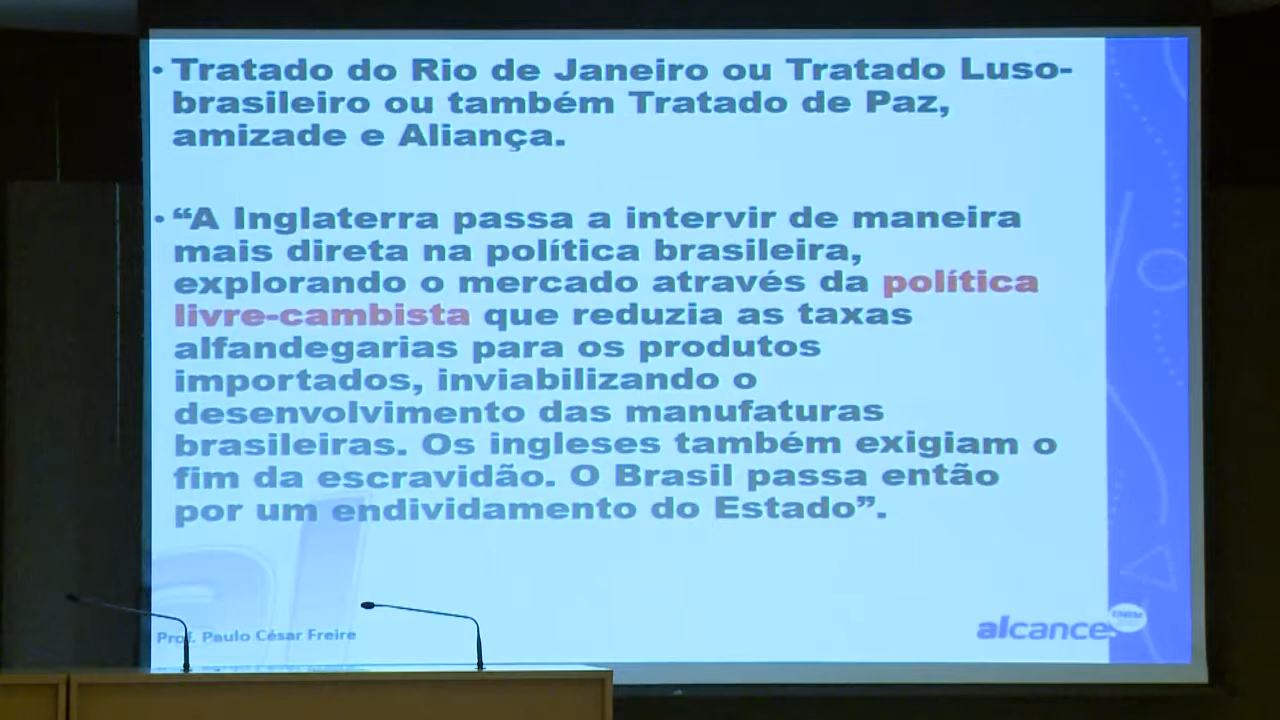 • Tratado do Rio de Janeiro ou Tratado Luso-
brasileiro ou também Tratado de Paz,
amizade e Aliança.
• “A Inglaterra passa a intervir de maneira
mais direta na política brasileira,
explorando o mercado através da política
livre-cambista que reduzia as taxas
alfandegarias para os produtos
importados, inviabilizando o
desenvolvimento das manufaturas
brasileiras. Os ingleses também exigiam o
fim da escravidão. O Brasil passa então
por um endividamento do Estado”.
Prof. Paulo César Freire
alcance